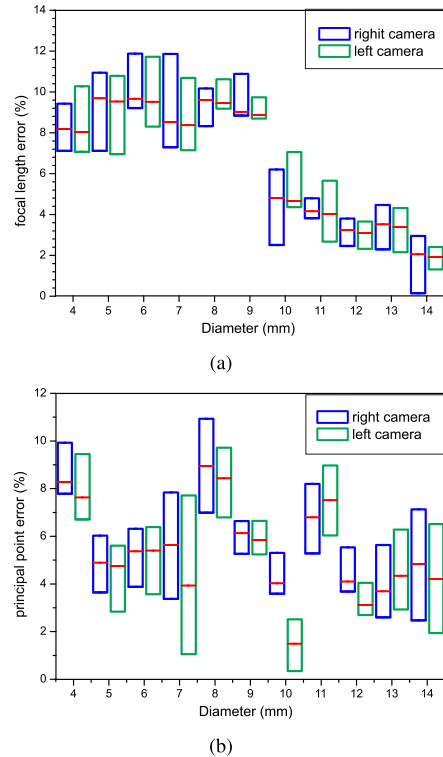 14
12
10
8
6
4
2
0
focal length error (%)
rightit camera
left camera
4 5 6 7 8 9 10 11 12 13 14
Diameter (mm)
(a)
12
10
8
6
4
2
0
principal point error (%)
right camera
left camera
4 5 6 7 8 9 10 11 12 13 14
Diameter (mm)
(b)